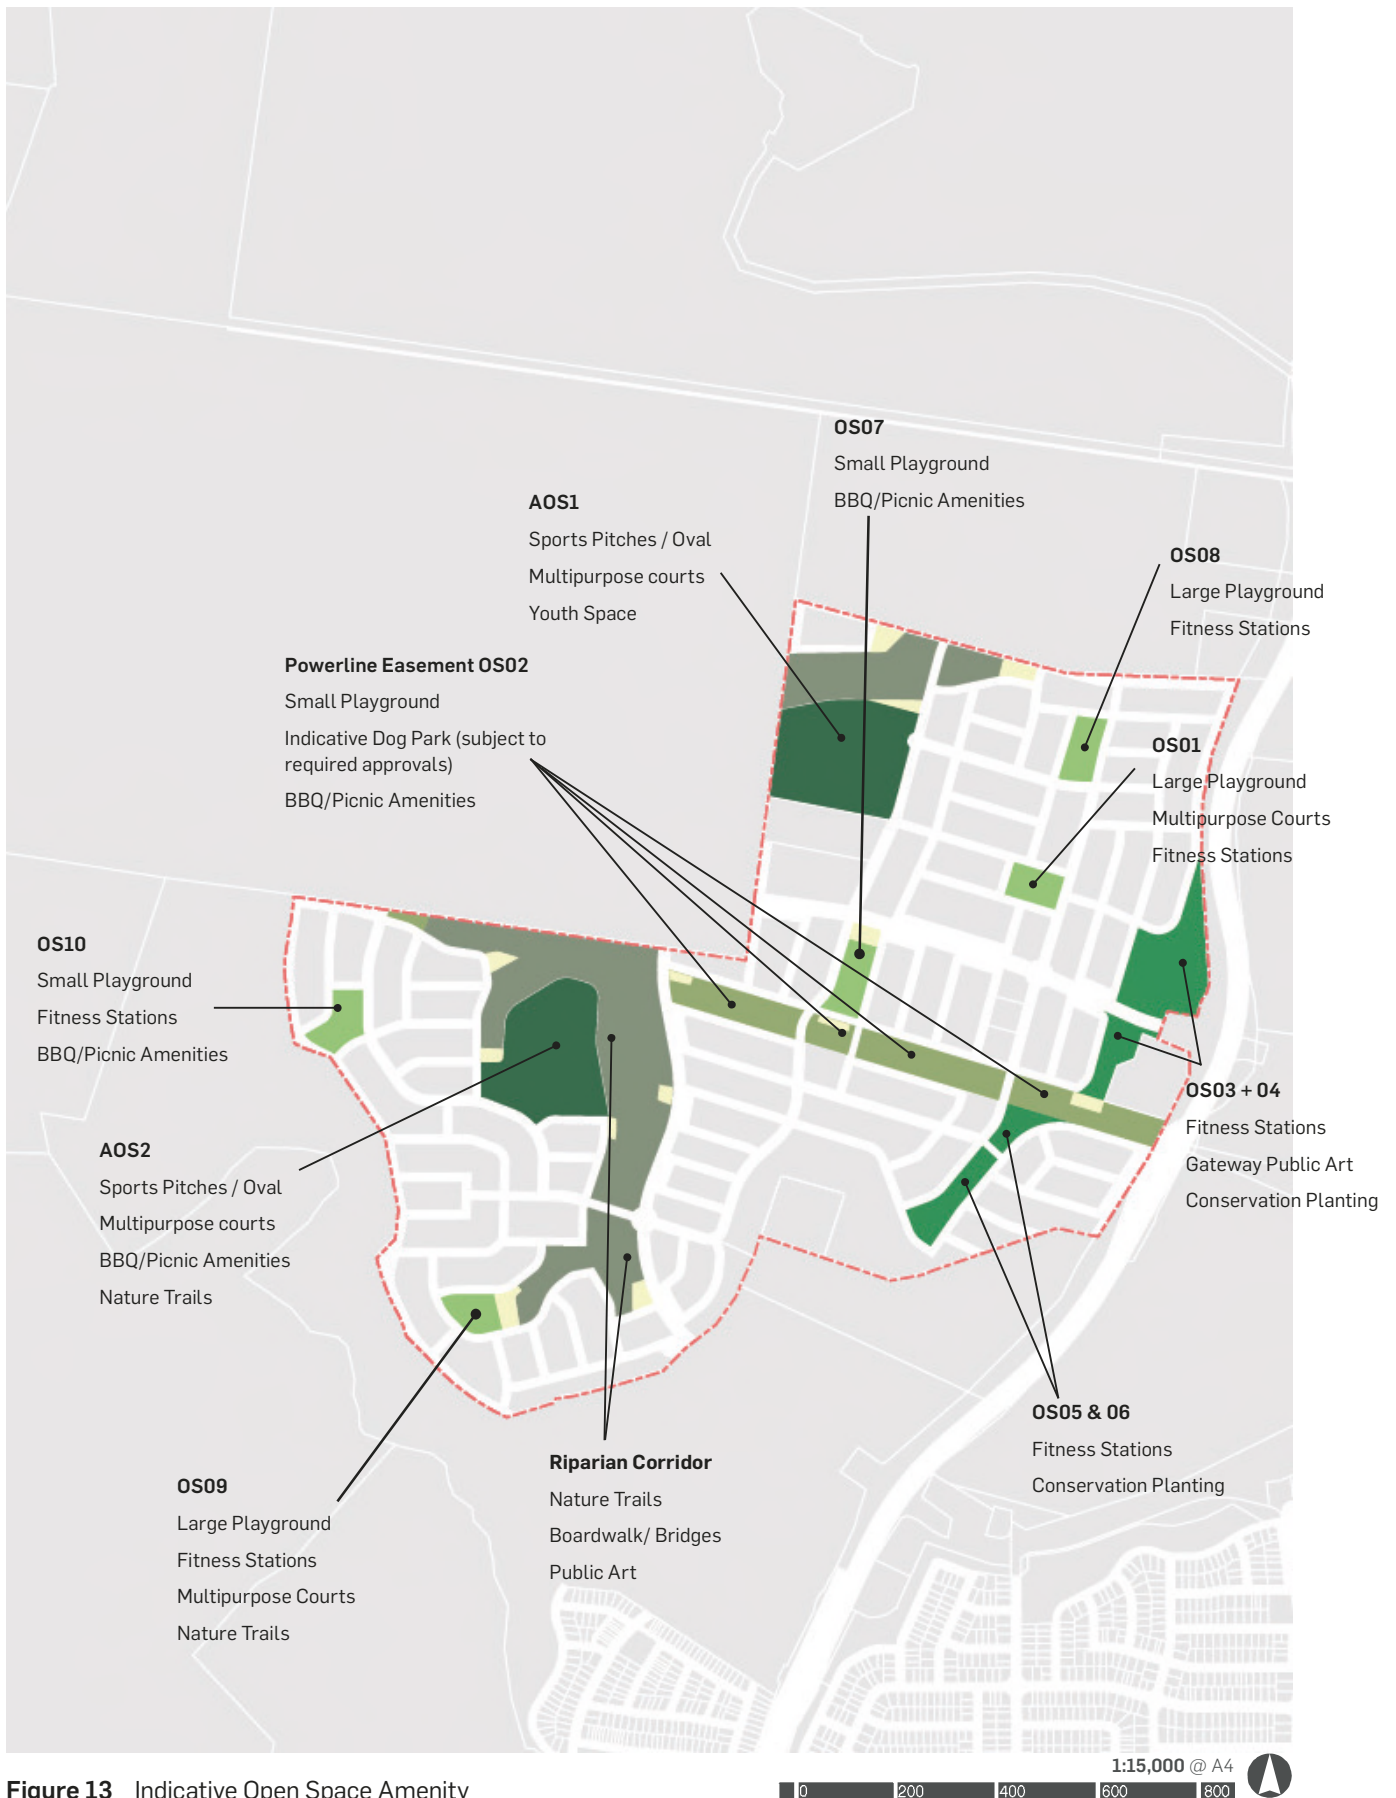 OS07
Small Playground
BBQ/Picnic Amenities
AOS1
Sports Pitches / Oval
Multipurpose courts
Youth Space
OS08
Large Playground
Fitness Stations
Powerline Easement OS02
Small Playground
Indicative Dog Park (subject to
required approvals)
BBQ/Picnic Amenities
OS01
Large Playground
Multipurpose Courts
Fitness Stations
OS10
Small Playground
Fitness Stations
BBQ/Picnic Amenities
OS03 + 04
Fitness Stations
Gateway Public Art
Conservation Planting
AOS2
Sports Pitches / Oval
Multipurpose courts
BBQ/Picnic Amenities
Nature Trails
OS05 & 06
Fitness Stations
Conservation Planting
Riparian Corridor
Nature Trails
Boardwalk/ Bridges
Public Art
OS09
Large Playground
Fitness Stations
Multipurpose Courts
Nature Trails
1:15,000 @ A4
0 200 400 600 800
Figure 13 Indicative Open Space Amenity